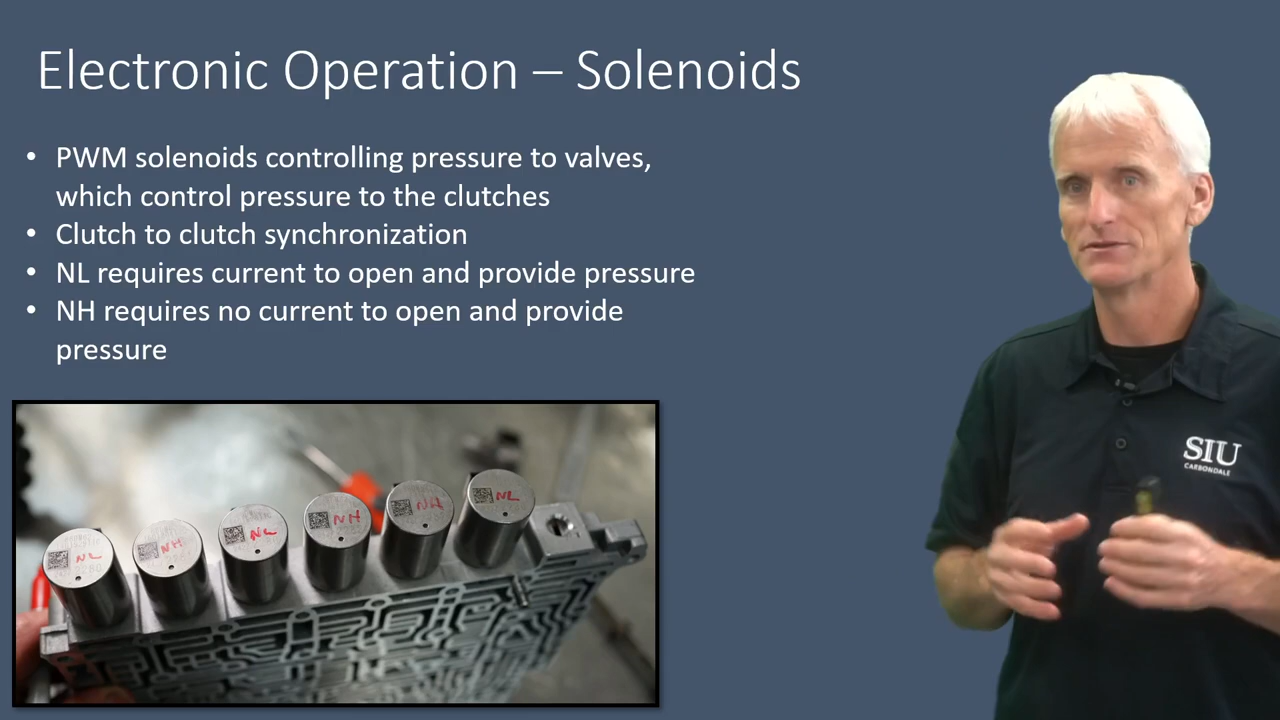 Electronic Operation – Solenoids
• PWM solenoids controlling pressure to valves,
which control pressure to the clutches
• Clutch to clutch synchronization
• NL requires current to open and provide pressure
• NH requires no current to open and provide
pressure
NL
NH
NL
NH
NH
NL
SIU
CARBONDALE